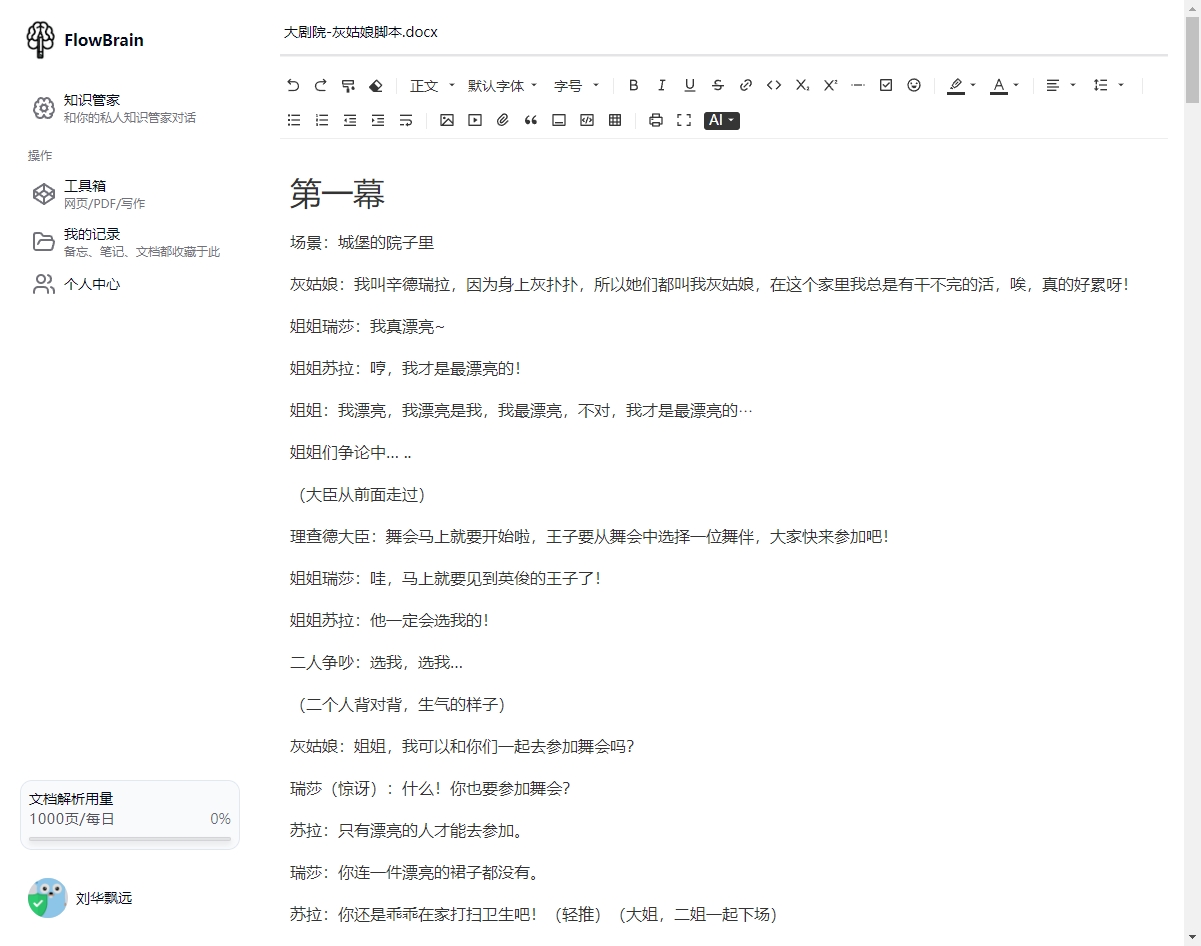 FlowBrain
知识管家
和你的私人知识管家对话
操作
工具箱
网页/PDF/写作
我的记录
备忘、笔记、文档都收藏于此
个人中心
文档解析用量
1000页/每日 0%
刘华飘远
大剧院-灰姑娘脚本.docx
正文 默认字体 字号 B I U S X₂ X² A
AI
第一幕
场景：城堡的院子里
灰姑娘：我叫辛德瑞拉，因为身上灰扑扑，所以她们都叫我灰姑娘，在这个家里我总是有干不完的活，唉，真的好累呀！
姐姐瑞莎：我真漂亮~
姐姐苏拉：哼，我才是最漂亮的！
姐姐：我漂亮，我漂亮是我，我最漂亮，不对，我才是最漂亮的…
姐姐们争论中... ..
（大臣从前面走过）
理查德大臣：舞会马上就要开始啦，王子要从舞会中选择一位舞伴，大家快来参加吧！
姐姐瑞莎：哇，马上就要见到英俊的王子了！
姐姐苏拉：他一定会选我的！
二人争吵：选我，选我...
（二个人背对背，生气的样子）
灰姑娘：姐姐，我可以和你们一起去参加舞会吗？
瑞莎（惊讶）：什么！你也要参加舞会？
苏拉：只有漂亮的人才能去参加。
瑞莎：你连一件漂亮的裙子都没有。
苏拉：你还是乖乖在家打扫卫生吧！（轻推）（大姐，二姐一起下场）